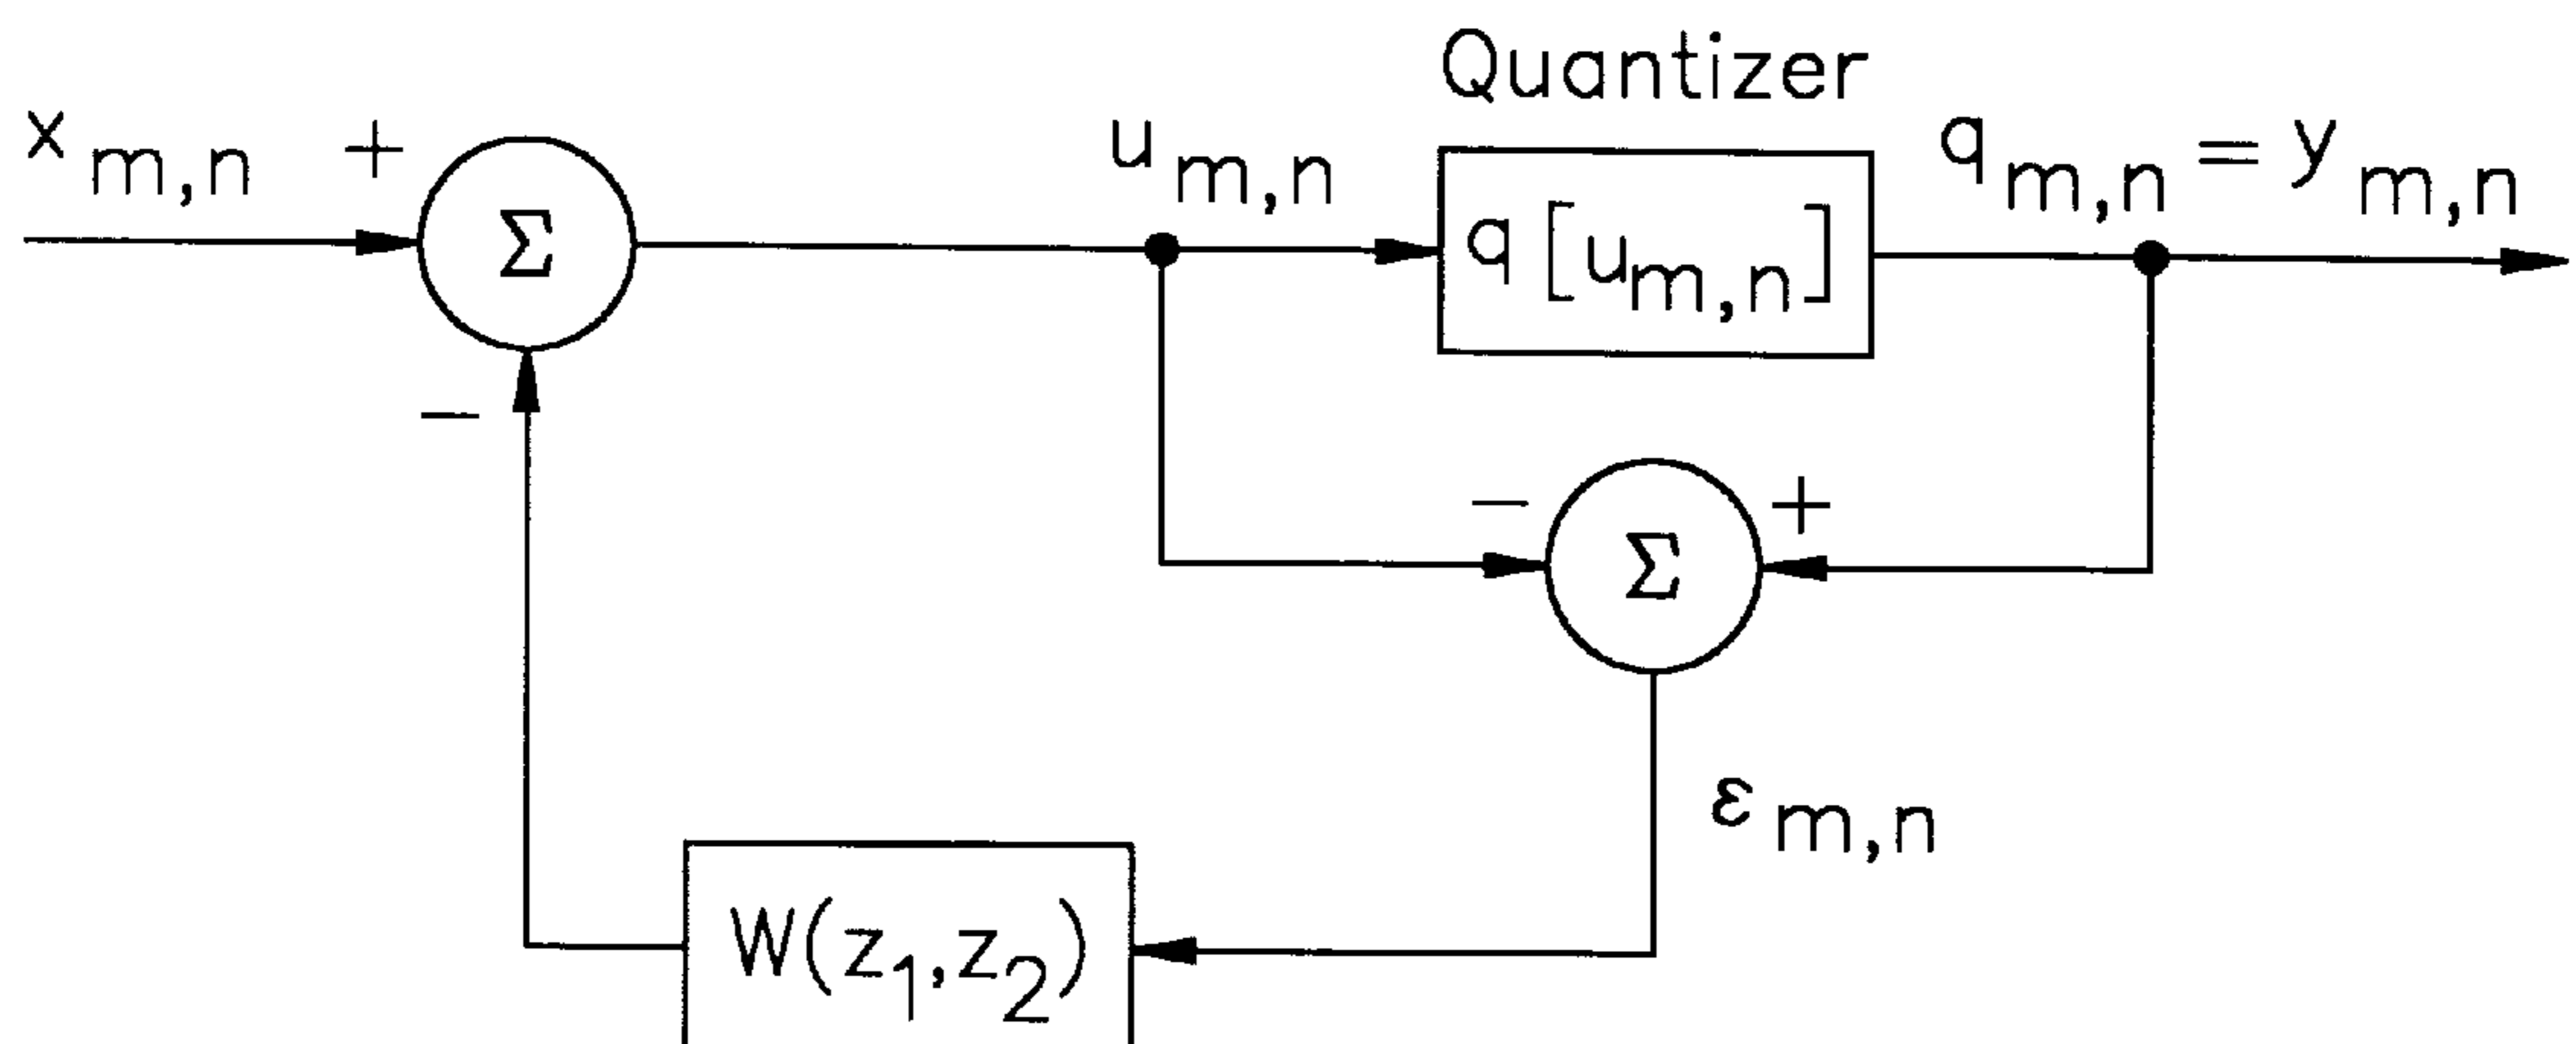 Quantizer
x m,n + u m,n q m,n = y m,n
Σ q [u m,n]
−
− Σ +
ε m,n
W(z1,z2)